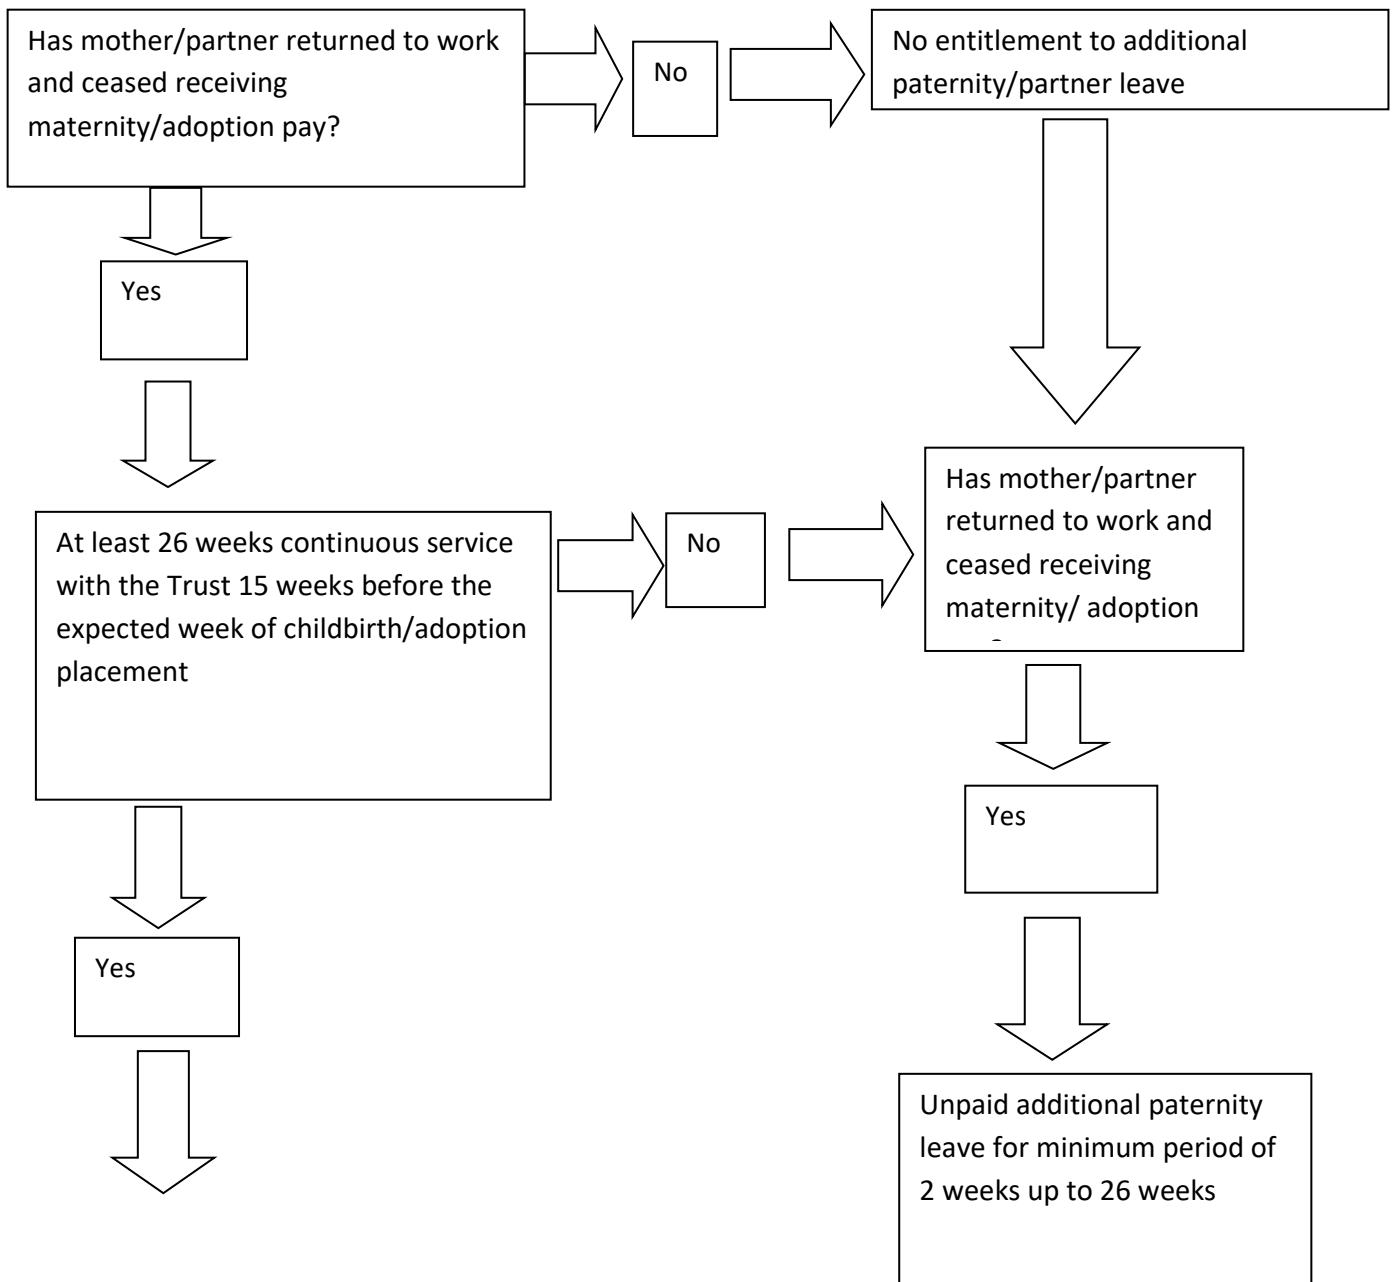 Has mother/partner returned to work
and ceased receiving
maternity/adoption pay?
No
No entitlement to additional
paternity/partner leave
Yes
At least 26 weeks continuous service
with the Trust 15 weeks before the
expected week of childbirth/adoption
placement
No
Has mother/partner
returned to work and
ceased receiving
maternity/ adoption
Yes
Yes
Unpaid additional paternity
leave for minimum period of
2 weeks up to 26 weeks